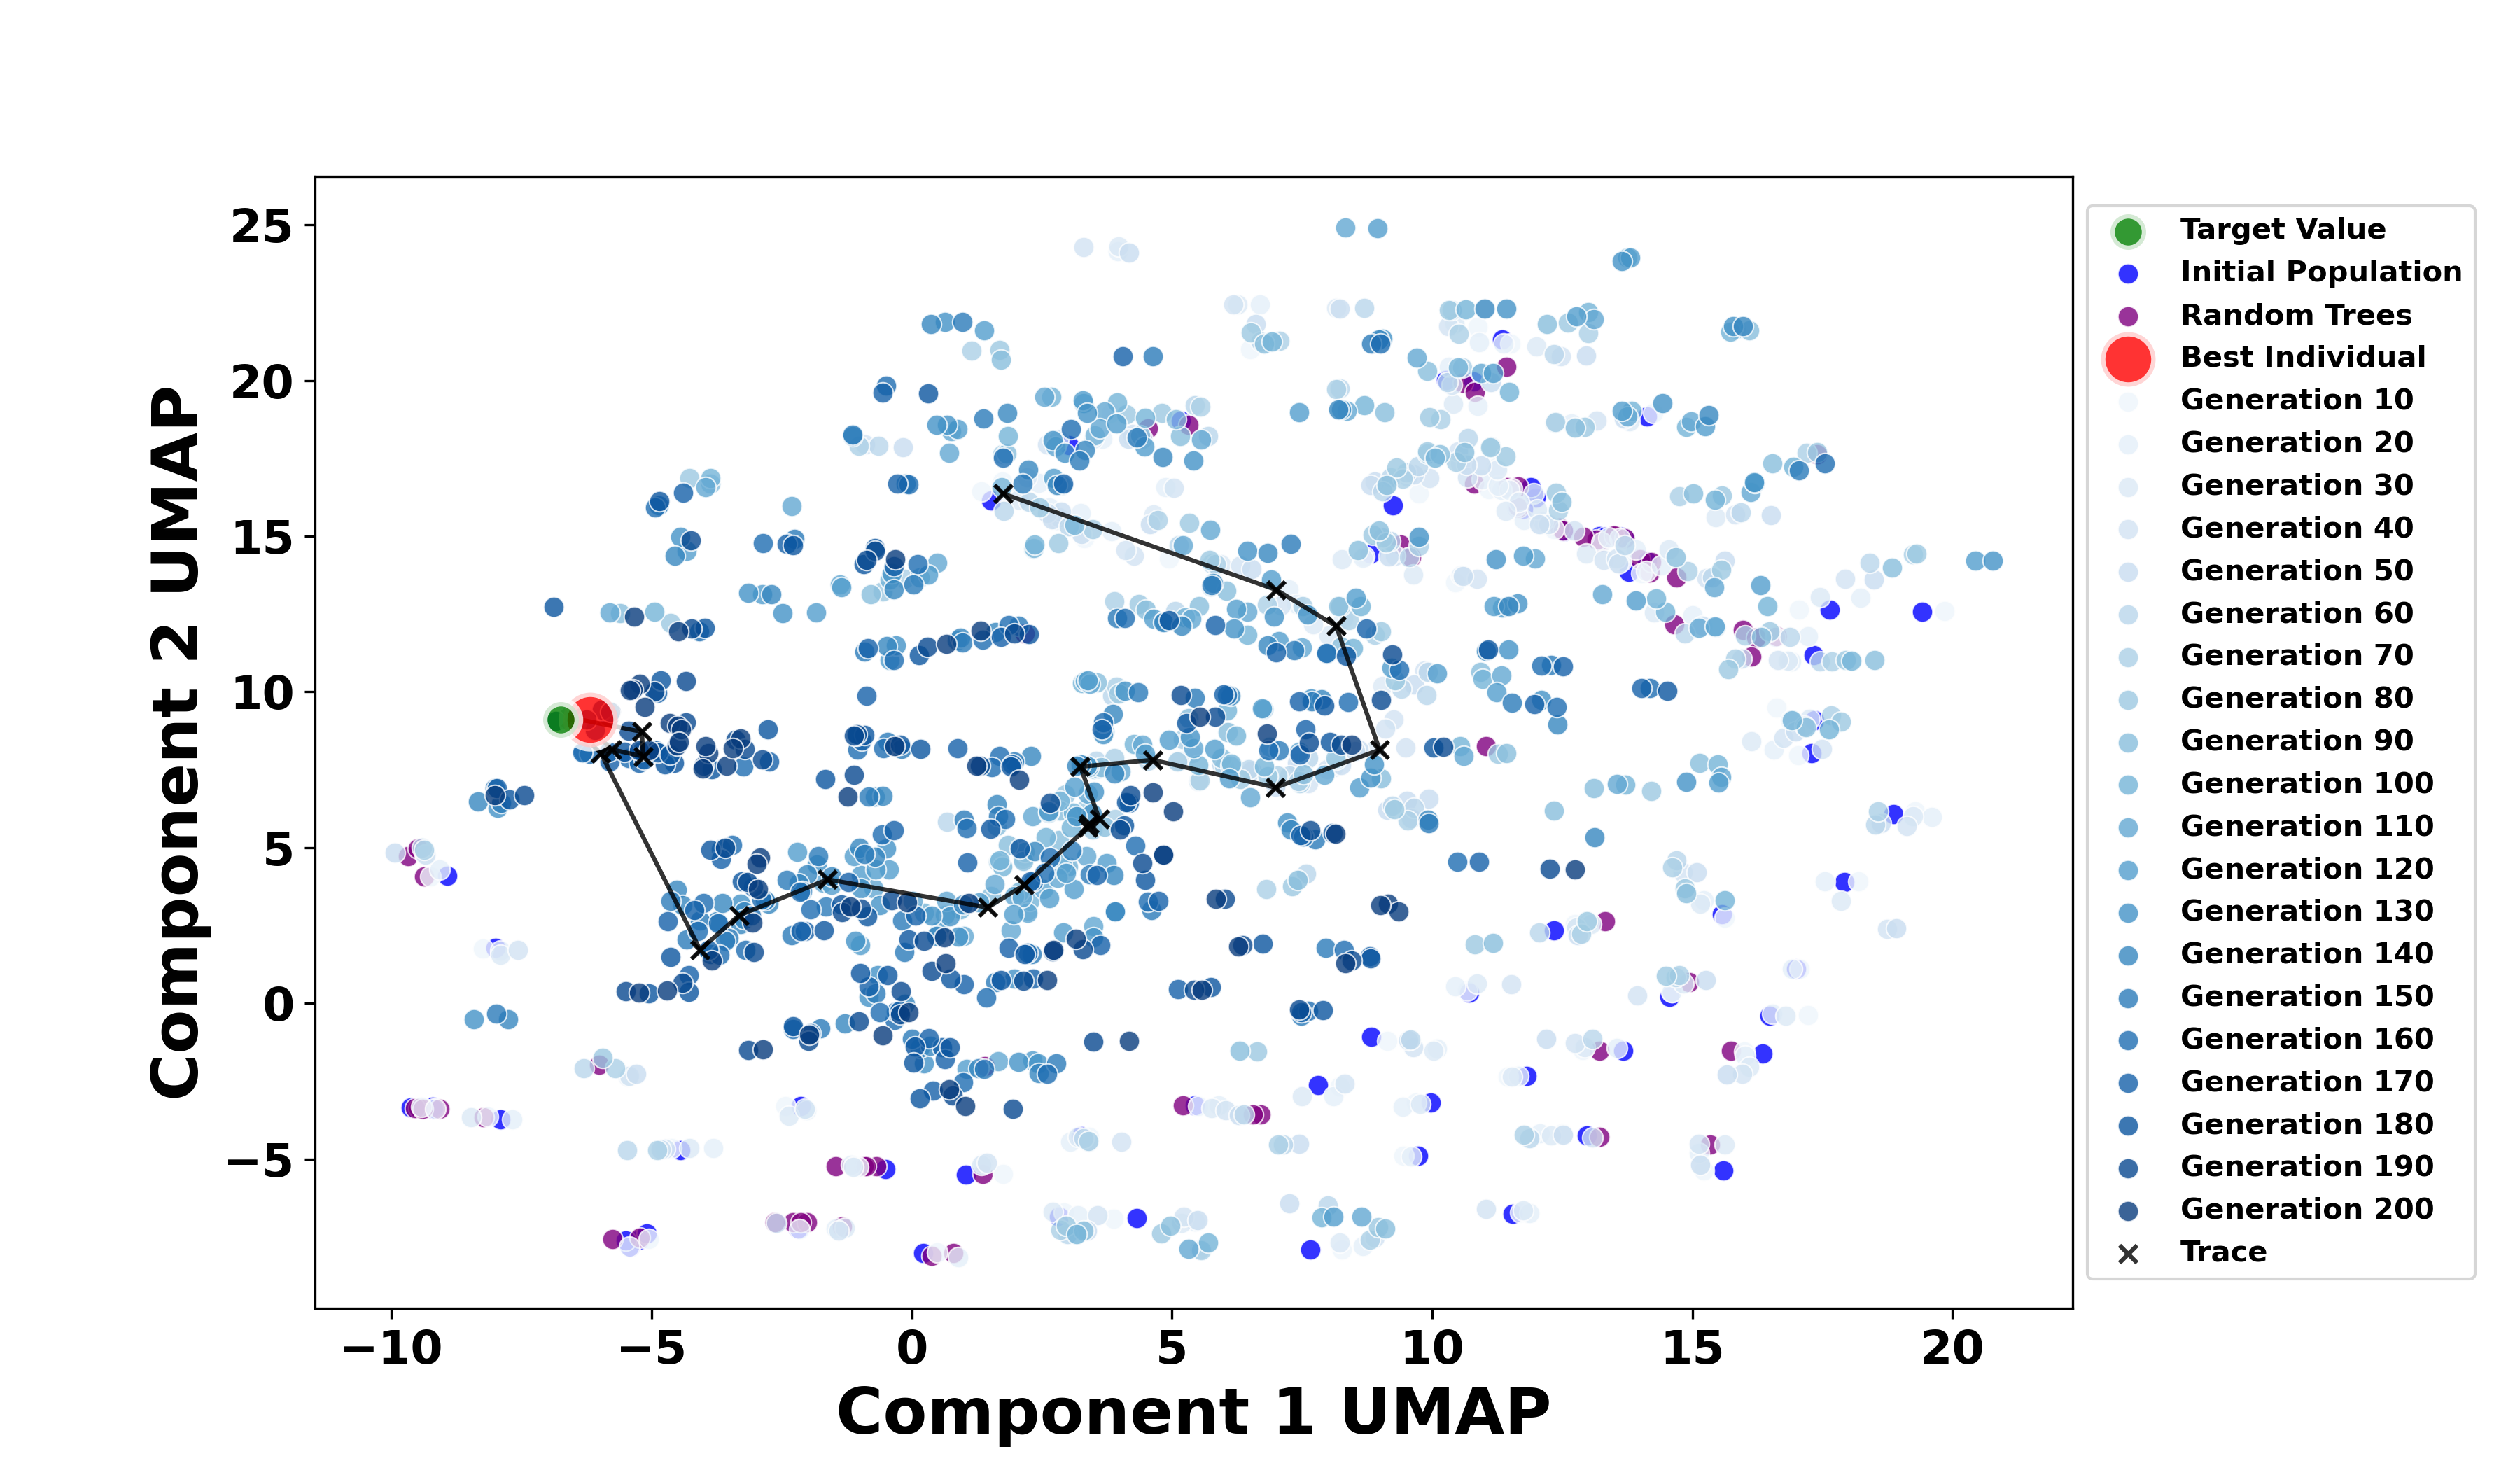 25
20
15
10
5
0
−5
−10
−5
0
5
10
15
20
Component 2 UMAP
Component 1 UMAP
Target Value
Initial Population
Random Trees
Best Individual
Generation 10
Generation 20
Generation 30
Generation 40
Generation 50
Generation 60
Generation 70
Generation 80
Generation 90
Generation 100
Generation 110
Generation 120
Generation 130
Generation 140
Generation 150
Generation 160
Generation 170
Generation 180
Generation 190
Generation 200
Trace